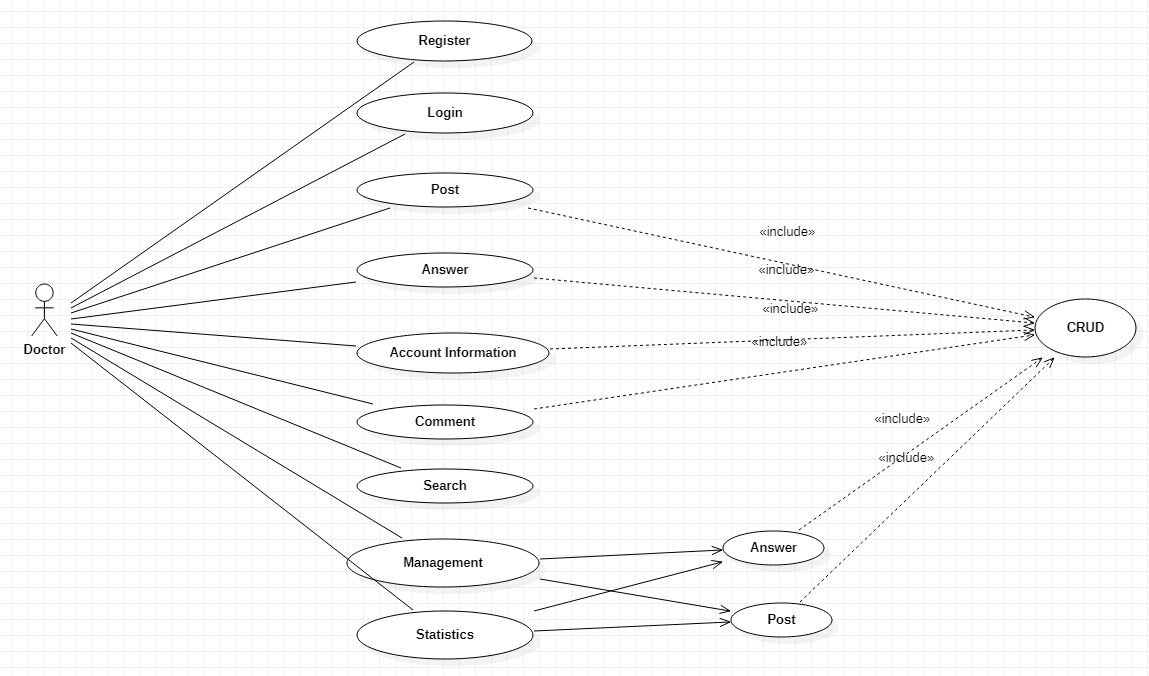 Register
Login
Post
«include»
Answer
«include»
«include»
CRUD
Doctor
Account Information
«include»
Comment
«include»
«include»
Search
Management
Answer
Statistics
Post